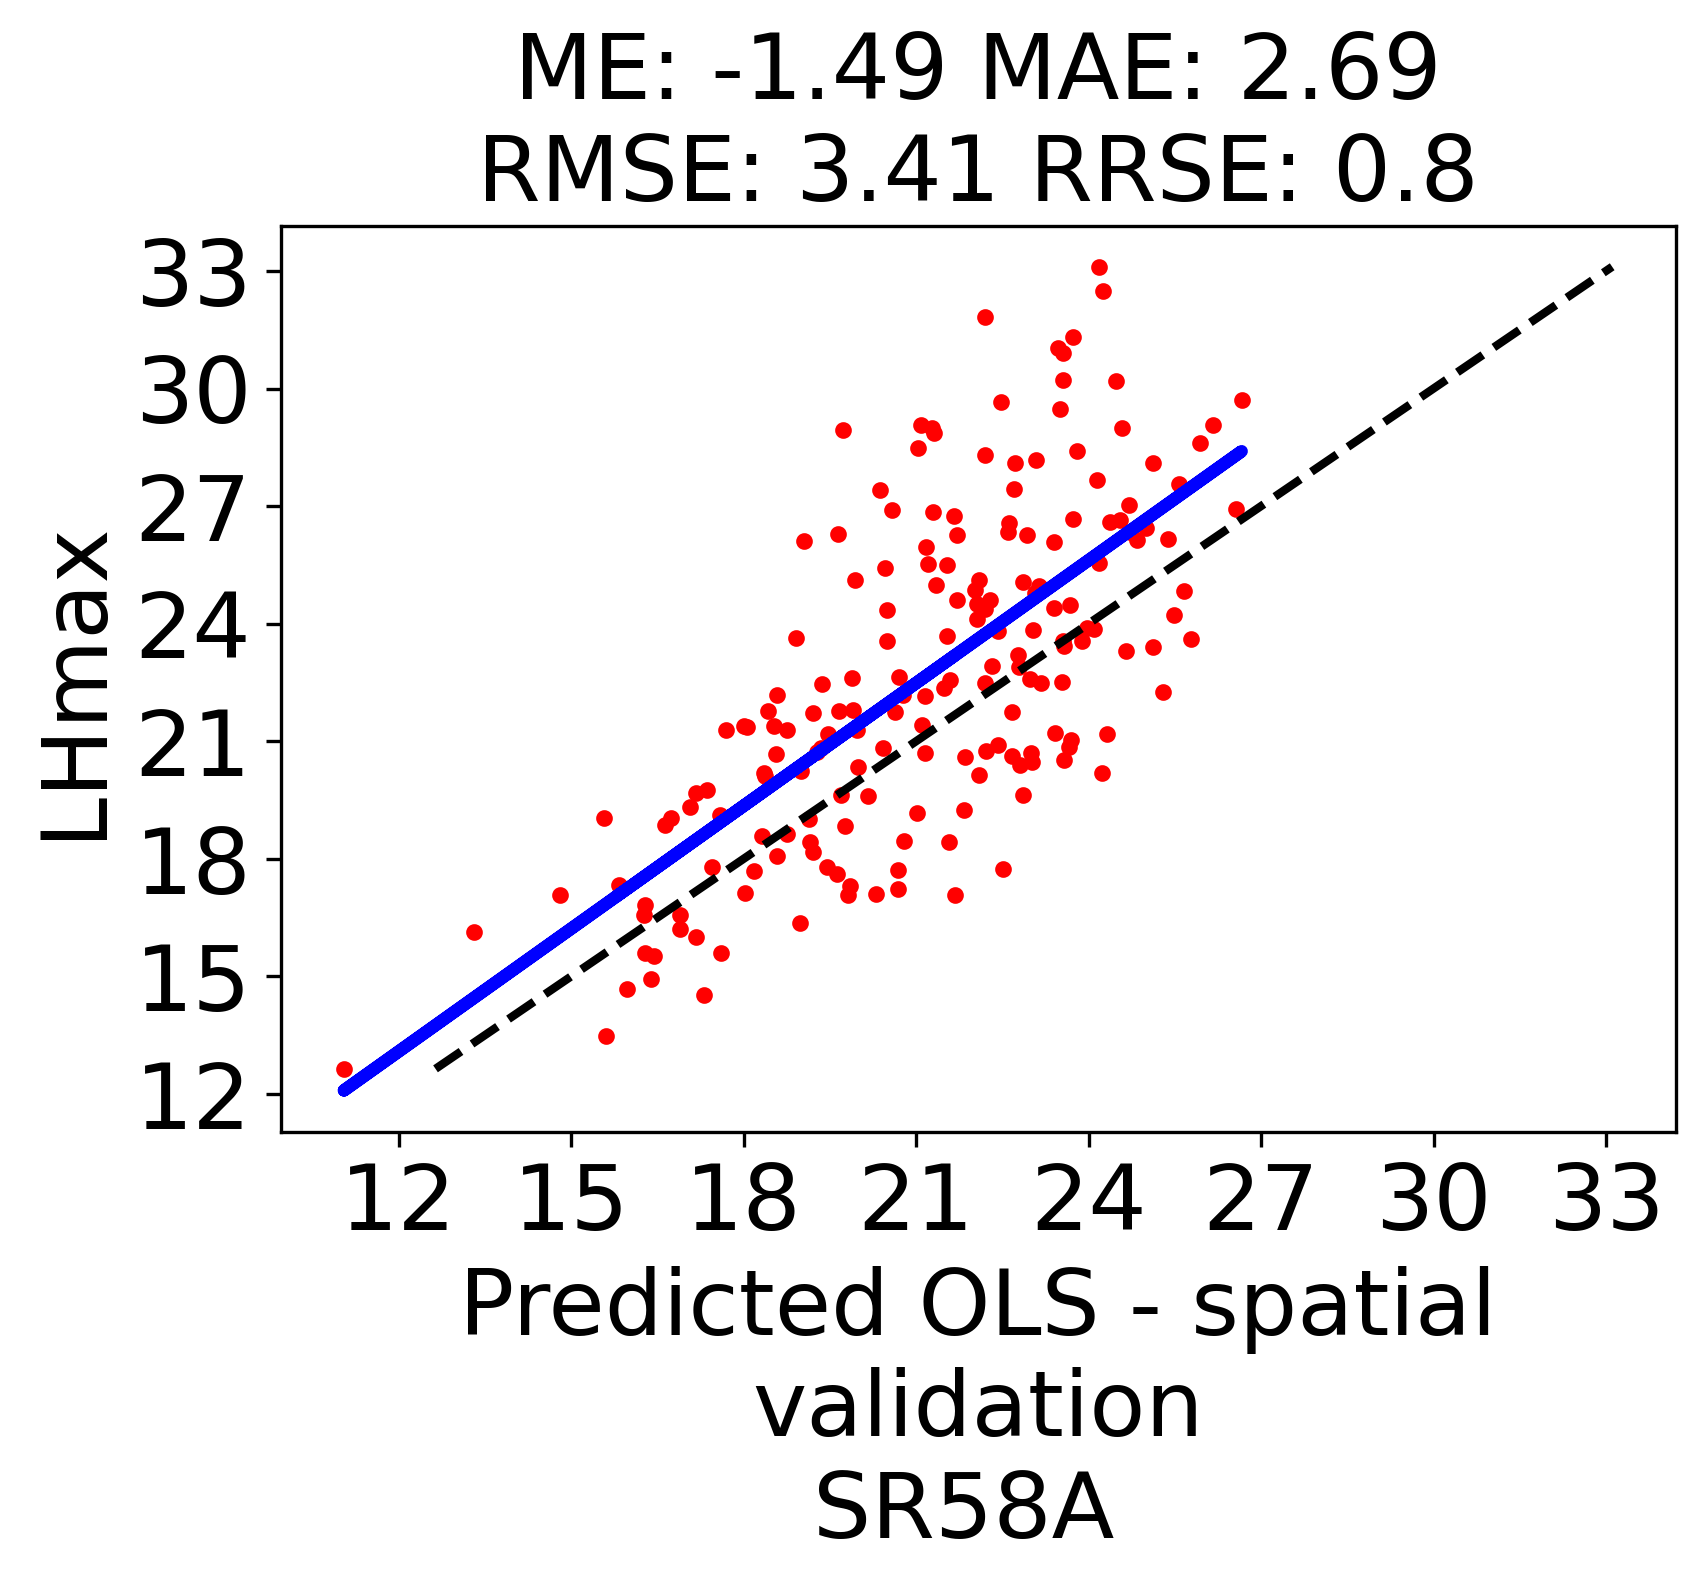 ME: -1.49 MAE: 2.69
RMSE: 3.41 RRSE: 0.8
33
30
27
24
21
18
15
12
LHmax
12 15 18 21 24 27 30 33
Predicted OLS - spatial
validation
SR58A